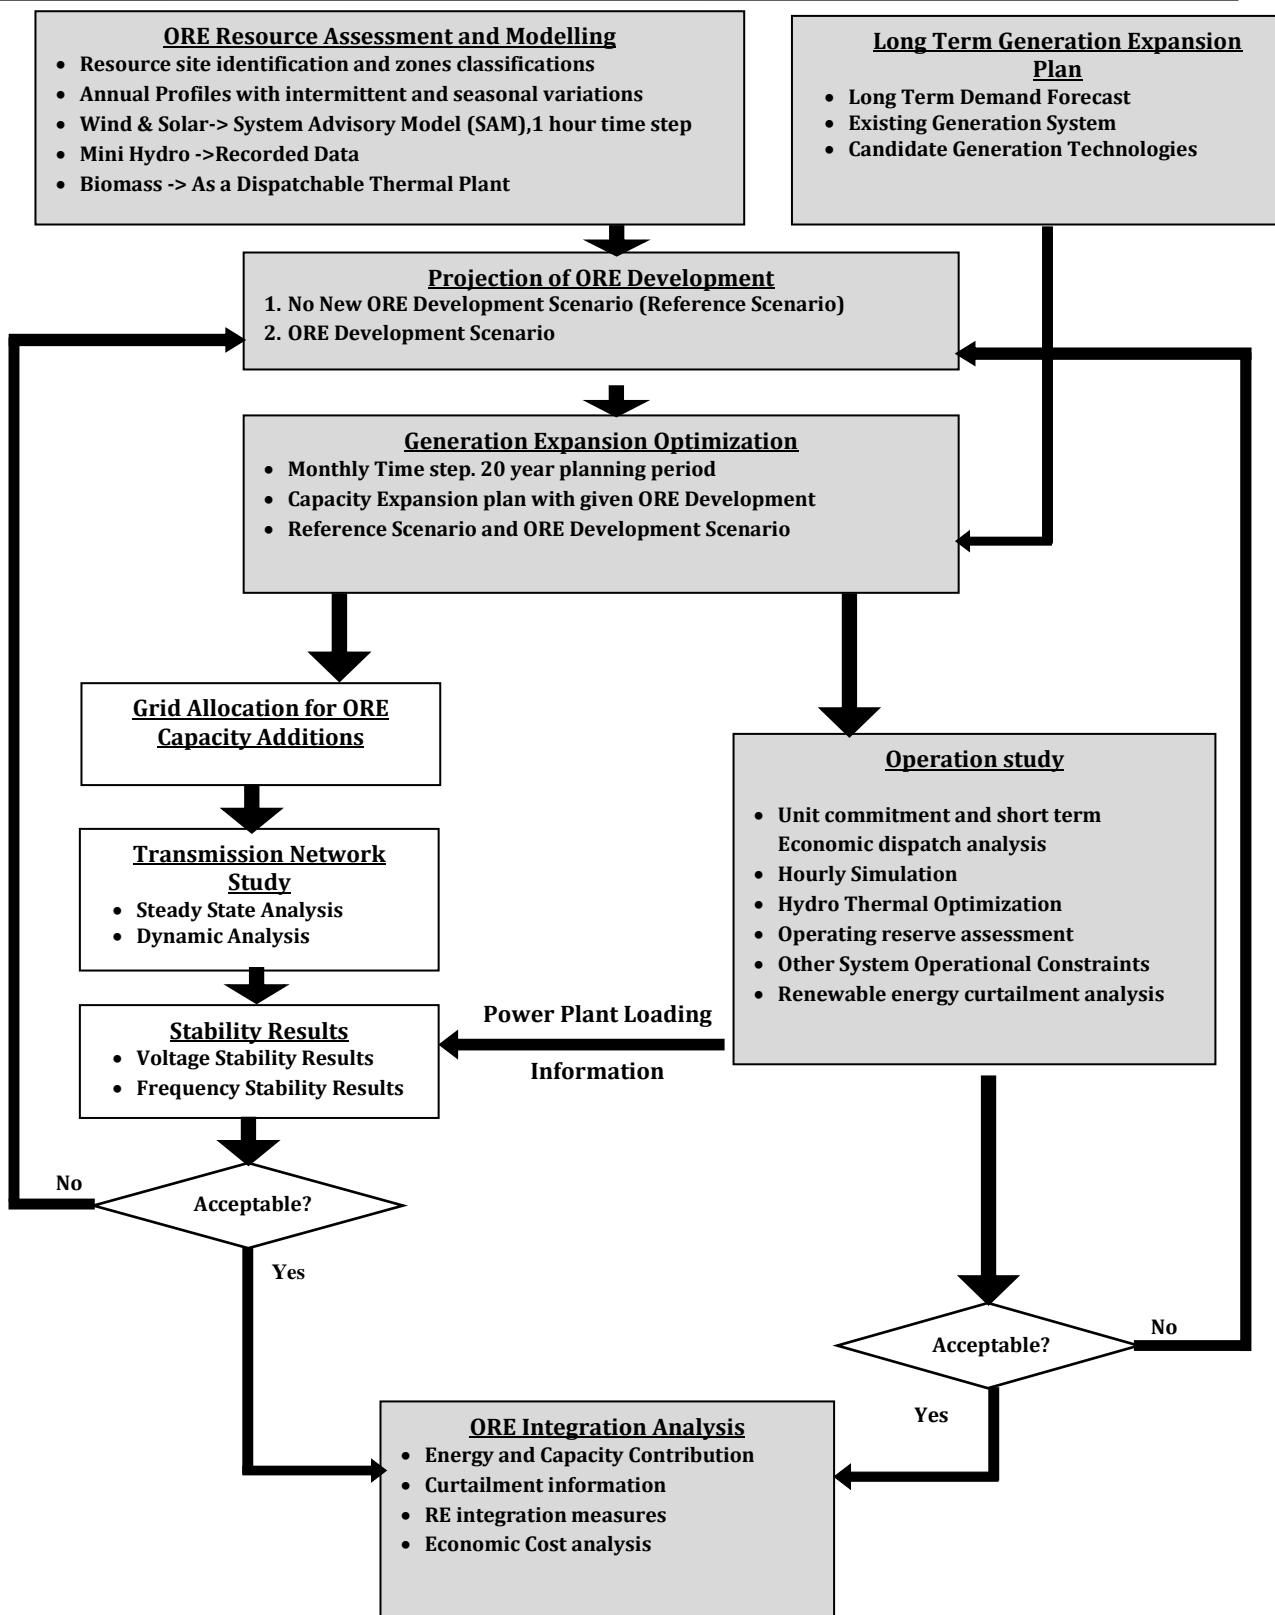 ORE Resource Assessment and Modelling
• Resource site identification and zones classifications
• Annual Profiles with intermittent and seasonal variations
• Wind & Solar-> System Advisory Model (SAM),1 hour time step
• Mini Hydro ->Recorded Data
• Biomass -> As a Dispatchable Thermal Plant
Long Term Generation Expansion
Plan
• Long Term Demand Forecast
• Existing Generation System
• Candidate Generation Technologies
Projection of ORE Development
1. No New ORE Development Scenario (Reference Scenario)
2. ORE Development Scenario
Generation Expansion Optimization
• Monthly Time step. 20 year planning period
• Capacity Expansion plan with given ORE Development
• Reference Scenario and ORE Development Scenario
Grid Allocation for ORE
Capacity Additions
Transmission Network
Study
• Steady State Analysis
• Dynamic Analysis
Stability Results
• Voltage Stability Results
• Frequency Stability Results
Operation study
• Unit commitment and short term
Economic dispatch analysis
• Hourly Simulation
• Hydro Thermal Optimization
• Operating reserve assessment
• Other System Operational Constraints
• Renewable energy curtailment analysis
Power Plant Loading
Information
No
Acceptable?
Yes
Acceptable?
No
Yes
ORE Integration Analysis
• Energy and Capacity Contribution
• Curtailment information
• RE integration measures
• Economic Cost analysis